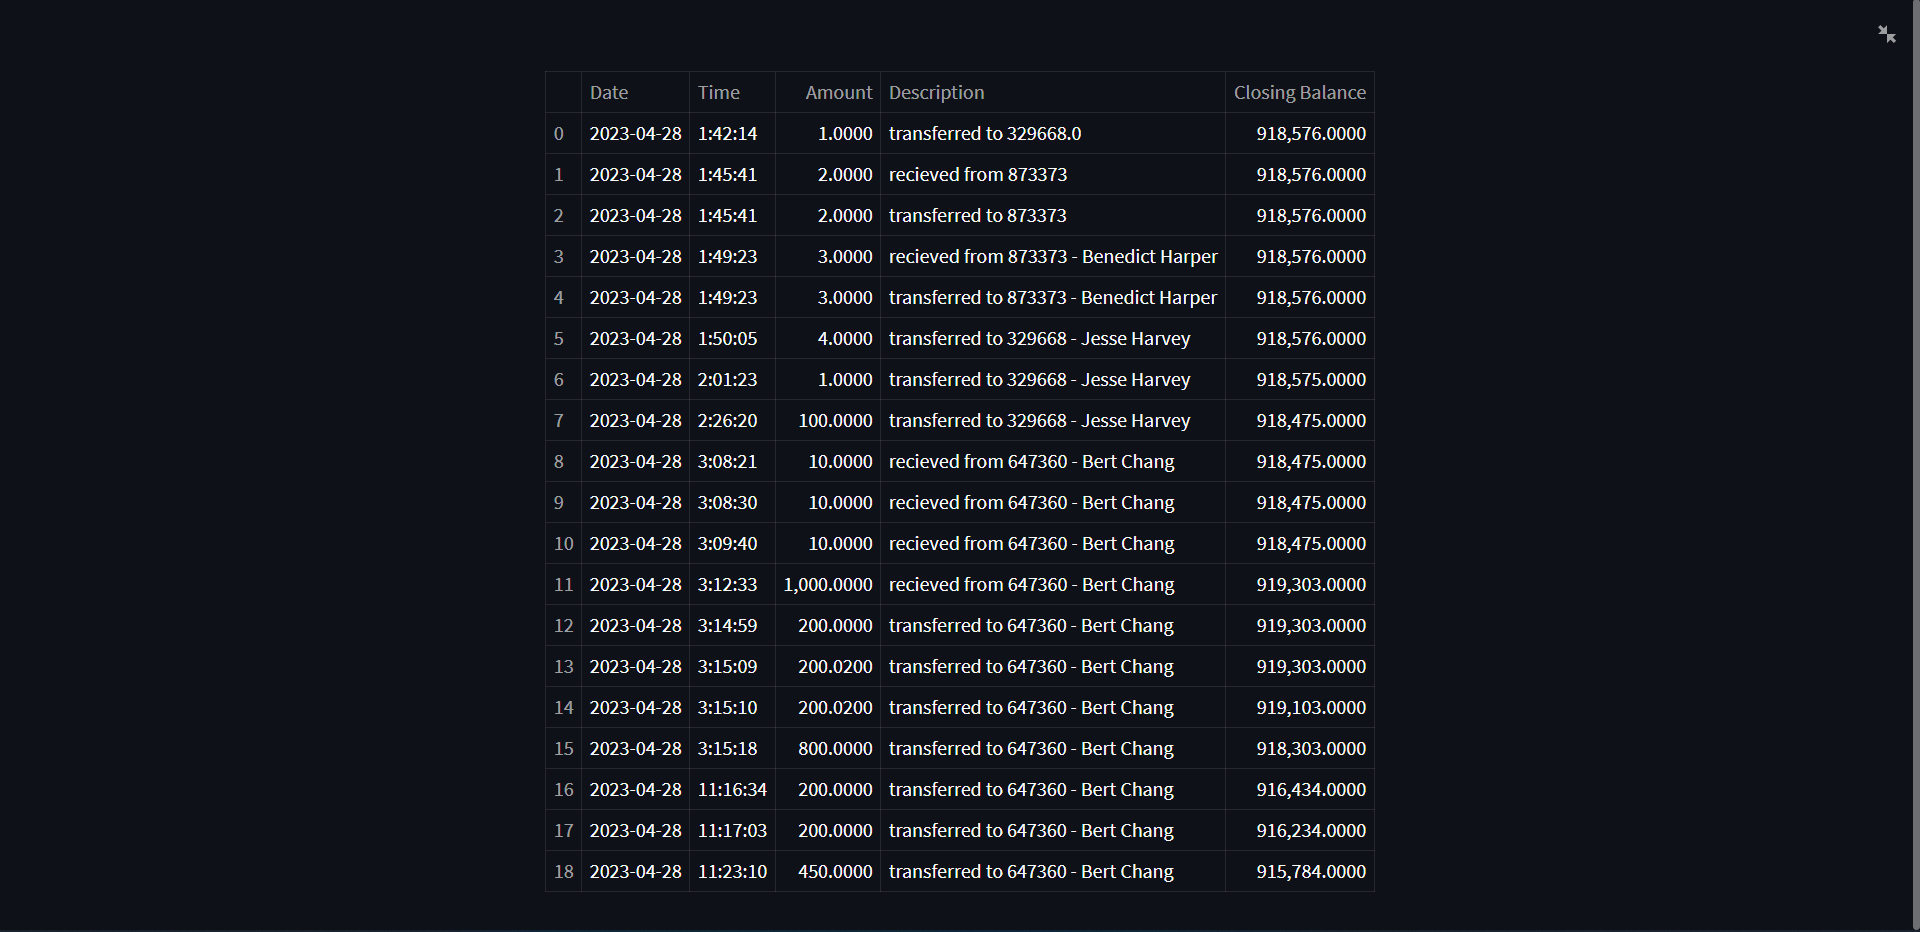 Date Time Amount Description Closing Balance
0 2023-04-28 1:42:14 1.0000 transferred to 329668.0 918,576.0000
1 2023-04-28 1:45:41 2.0000 recieved from 873373 918,576.0000
2 2023-04-28 1:45:41 2.0000 transferred to 873373 918,576.0000
3 2023-04-28 1:49:23 3.0000 recieved from 873373 - Benedict Harper 918,576.0000
4 2023-04-28 1:49:23 3.0000 transferred to 873373 - Benedict Harper 918,576.0000
5 2023-04-28 1:50:05 4.0000 transferred to 329668 - Jesse Harvey 918,576.0000
6 2023-04-28 2:01:23 1.0000 transferred to 329668 - Jesse Harvey 918,575.0000
7 2023-04-28 2:26:20 100.0000 transferred to 329668 - Jesse Harvey 918,475.0000
8 2023-04-28 3:08:21 10.0000 recieved from 647360 - Bert Chang 918,475.0000
9 2023-04-28 3:08:30 10.0000 recieved from 647360 - Bert Chang 918,475.0000
10 2023-04-28 3:09:40 10.0000 recieved from 647360 - Bert Chang 918,475.0000
11 2023-04-28 3:12:33 1,000.0000 recieved from 647360 - Bert Chang 919,303.0000
12 2023-04-28 3:14:59 200.0000 transferred to 647360 - Bert Chang 919,303.0000
13 2023-04-28 3:15:09 200.0200 transferred to 647360 - Bert Chang 919,303.0000
14 2023-04-28 3:15:10 200.0200 transferred to 647360 - Bert Chang 919,103.0000
15 2023-04-28 3:15:18 800.0000 transferred to 647360 - Bert Chang 918,303.0000
16 2023-04-28 11:16:34 200.0000 transferred to 647360 - Bert Chang 916,434.0000
17 2023-04-28 11:17:03 200.0000 transferred to 647360 - Bert Chang 916,234.0000
18 2023-04-28 11:23:10 450.0000 transferred to 647360 - Bert Chang 915,784.0000